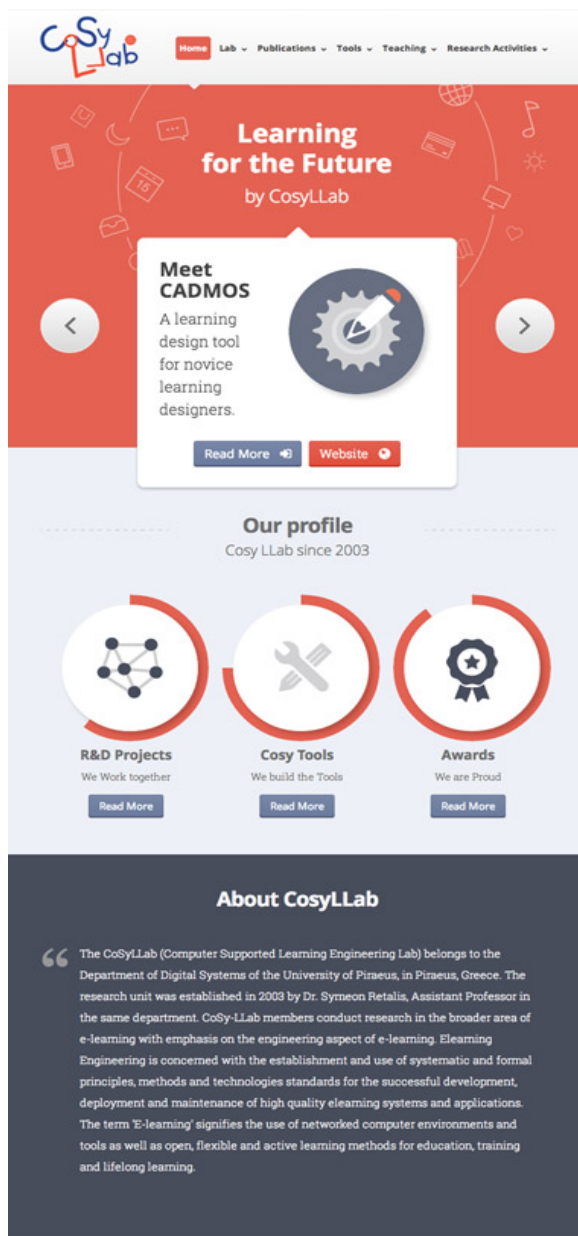 CoSy
LLab
Home Lab Publications Tools Teaching Research Activities
15
Learning
for the Future
by CosyLLab
Meet
CADMOS
A learning
design tool
for novice
learning
designers.
Read More Website
Our profile
Cosy LLab since 2003
R&D Projects Cosy Tools Awards
We Work together We build the Tools We are Proud
Read More Read More Read More
About CosyLLab
The CoSyLLab (Computer Supported Learning Engineering Lab) belongs to the
Department of Digital Systems of the University of Piraeus, in Piraeus, Greece. The
research unit was established in 2003 by Dr. Symeon Retalis, Assistant Professor in
the same department. CoSy-LLab members conduct research in the broader area of
e-learning with emphasis on the engineering aspect of e-learning. Elearning
Engineering is concerned with the establishment and use of systematic and formal
principles, methods and technologies standards for the successful development,
deployment and maintenance of high quality elearning systems and applications.
The term 'E-learning' signifies the use of networked computer environments and
tools as well as open, flexible and active learning methods for education, training
and lifelong learning.